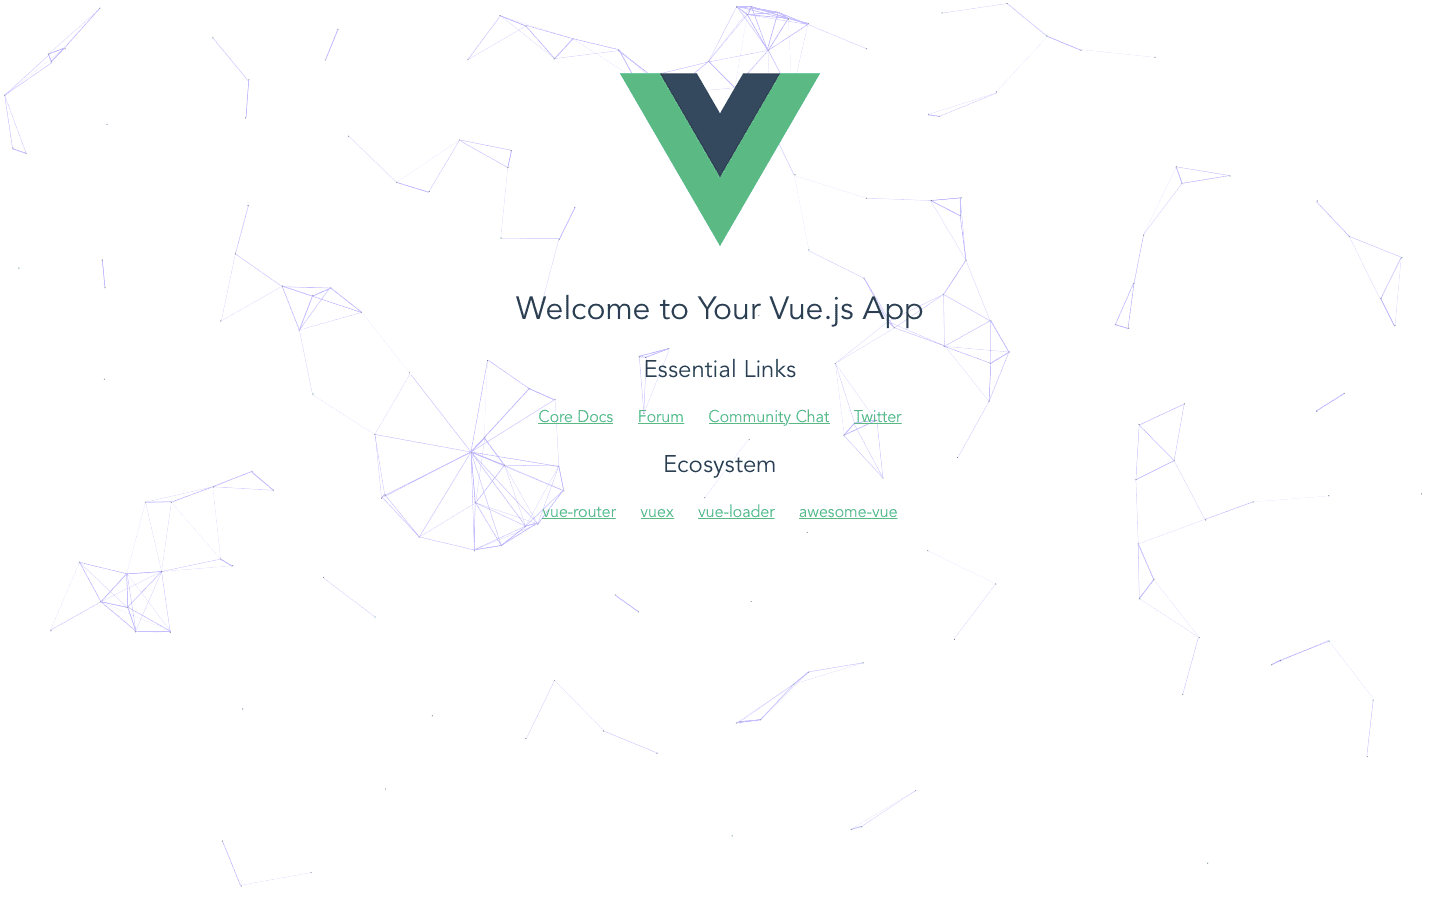 Welcome to Your Vue.js App
Essential Links
Core Docs Forum Community Chat Twitter
Ecosystem
vue-router vuex vue-loader awesome-vue